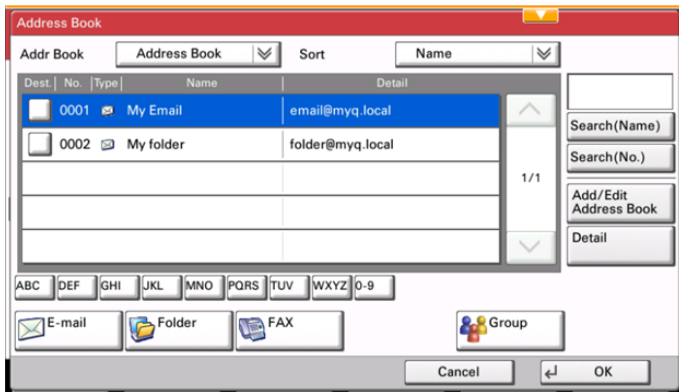 Address Book
Addr Book Address Book Sort Name
Dest. No. Type Name Detail
0001 My Email email@myq.local
0002 My folder folder@myq.local
1/1
Search(Name)
Search(No.)
Add/Edit
Address Book
Detail
ABC DEF GHI JKL MNO PQRS TUV WXYZ 0-9
E-mail Folder FAX Group
Cancel OK